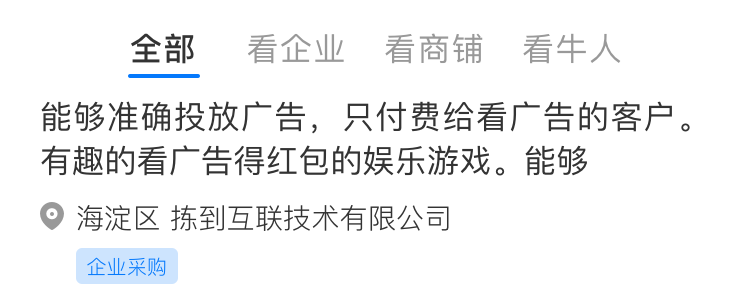 全部 看企业 看商铺 看牛人
能够准确投放广告，只付费给看广告的客户。
有趣的看广告得红包的娱乐游戏。能够
海淀区 拣到互联技术有限公司
企业采购